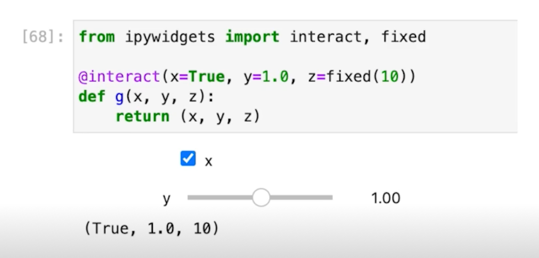 [68]: from ipywidgets import interact, fixed
@interact(x=True, y=1.0, z=fixed(10))
def g(x, y, z):
    return (x, y, z)
x
y 1.00
(True, 1.0, 10)